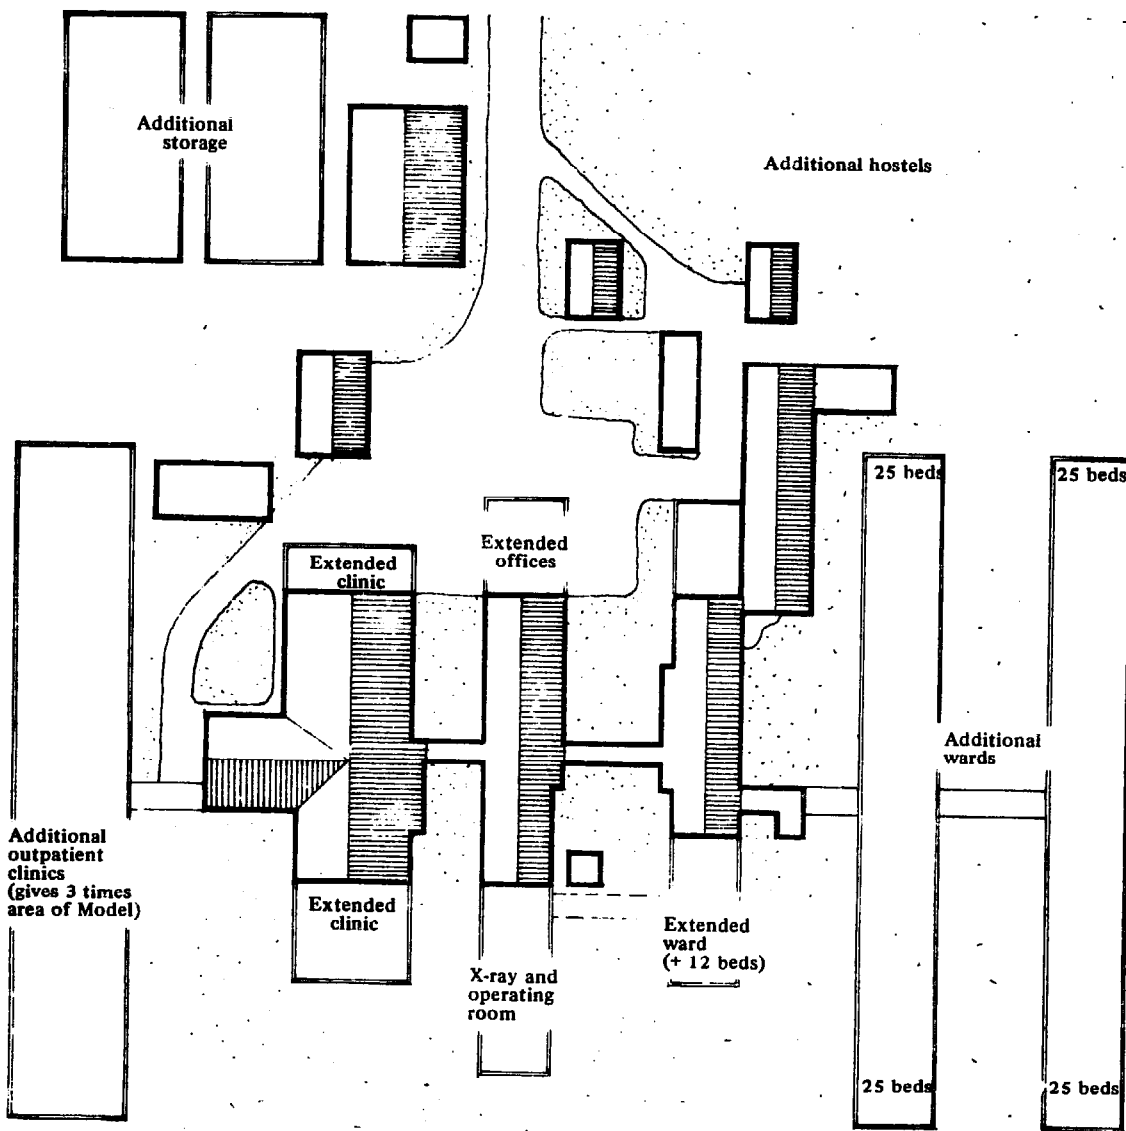 Additional
storage
Additional hostels
25 beds
25 beds
Extended
offices
Extended
clinic
Additional
wards
Additional
outpatient
clinics
(gives 3 times
area of Model)
Extended
clinic
Extended
ward
(+ 12 beds)
X-ray and
operating
room
25 beds
25 beds